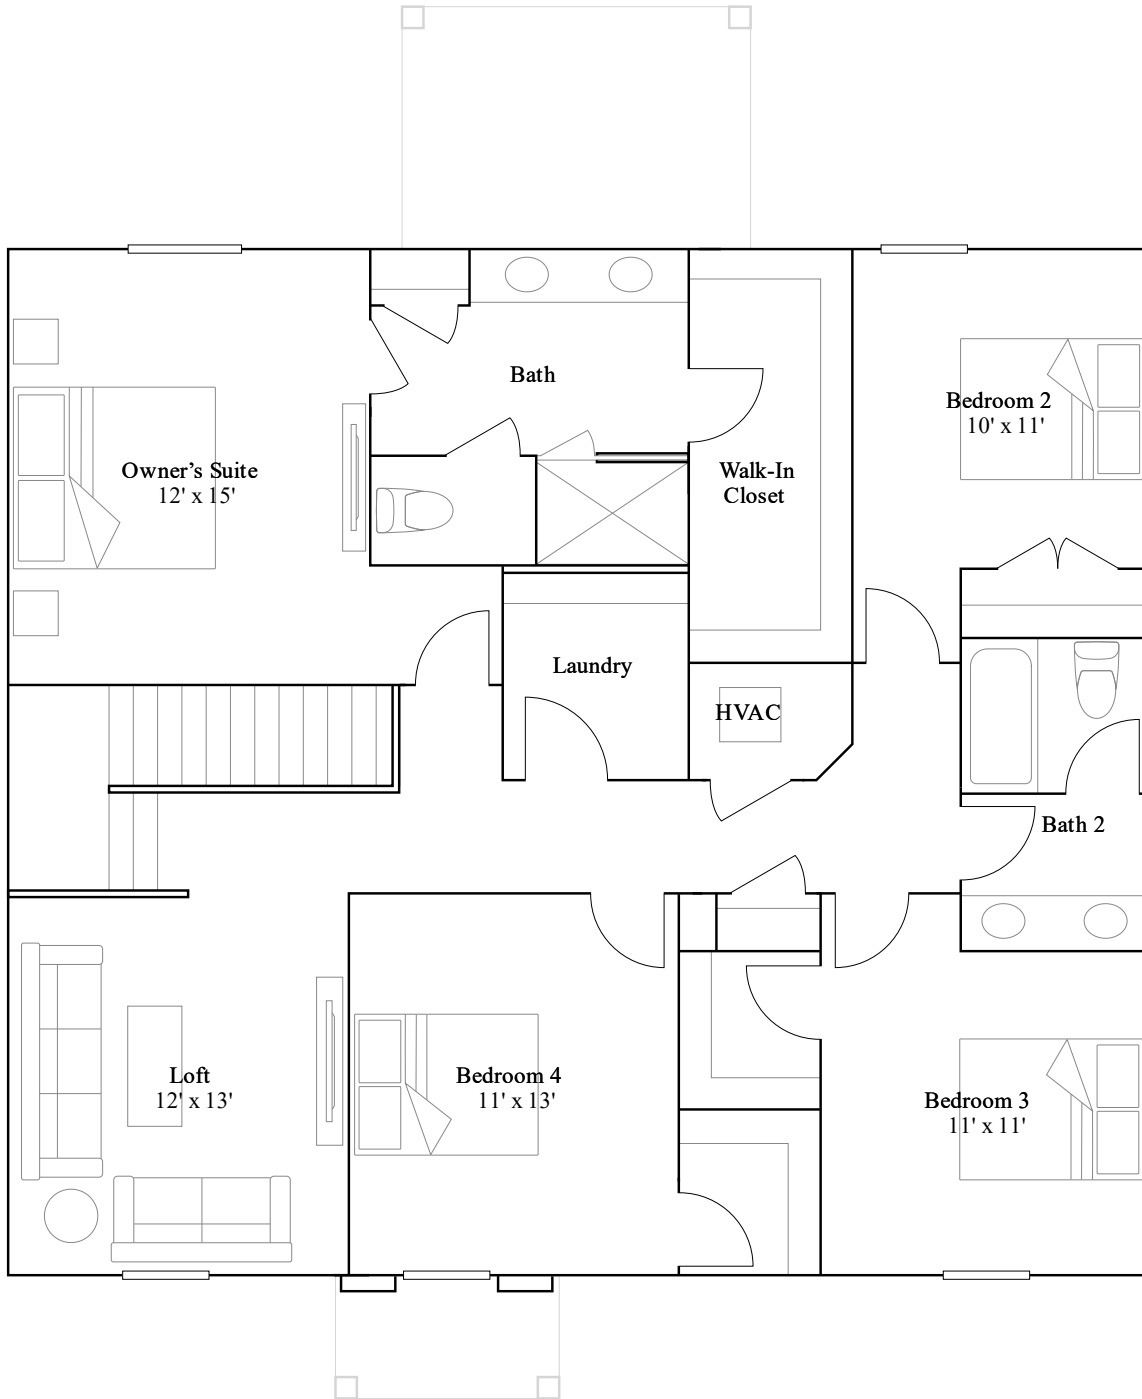 Bath
Bedroom 2
10' x 11'
Owner’s Suite
12' x 15'
Walk-In
Closet
Laundry
HVAC
Bath 2
Loft
12' x 13'
Bedroom 4
11' x 13'
Bedroom 3
11' x 11'